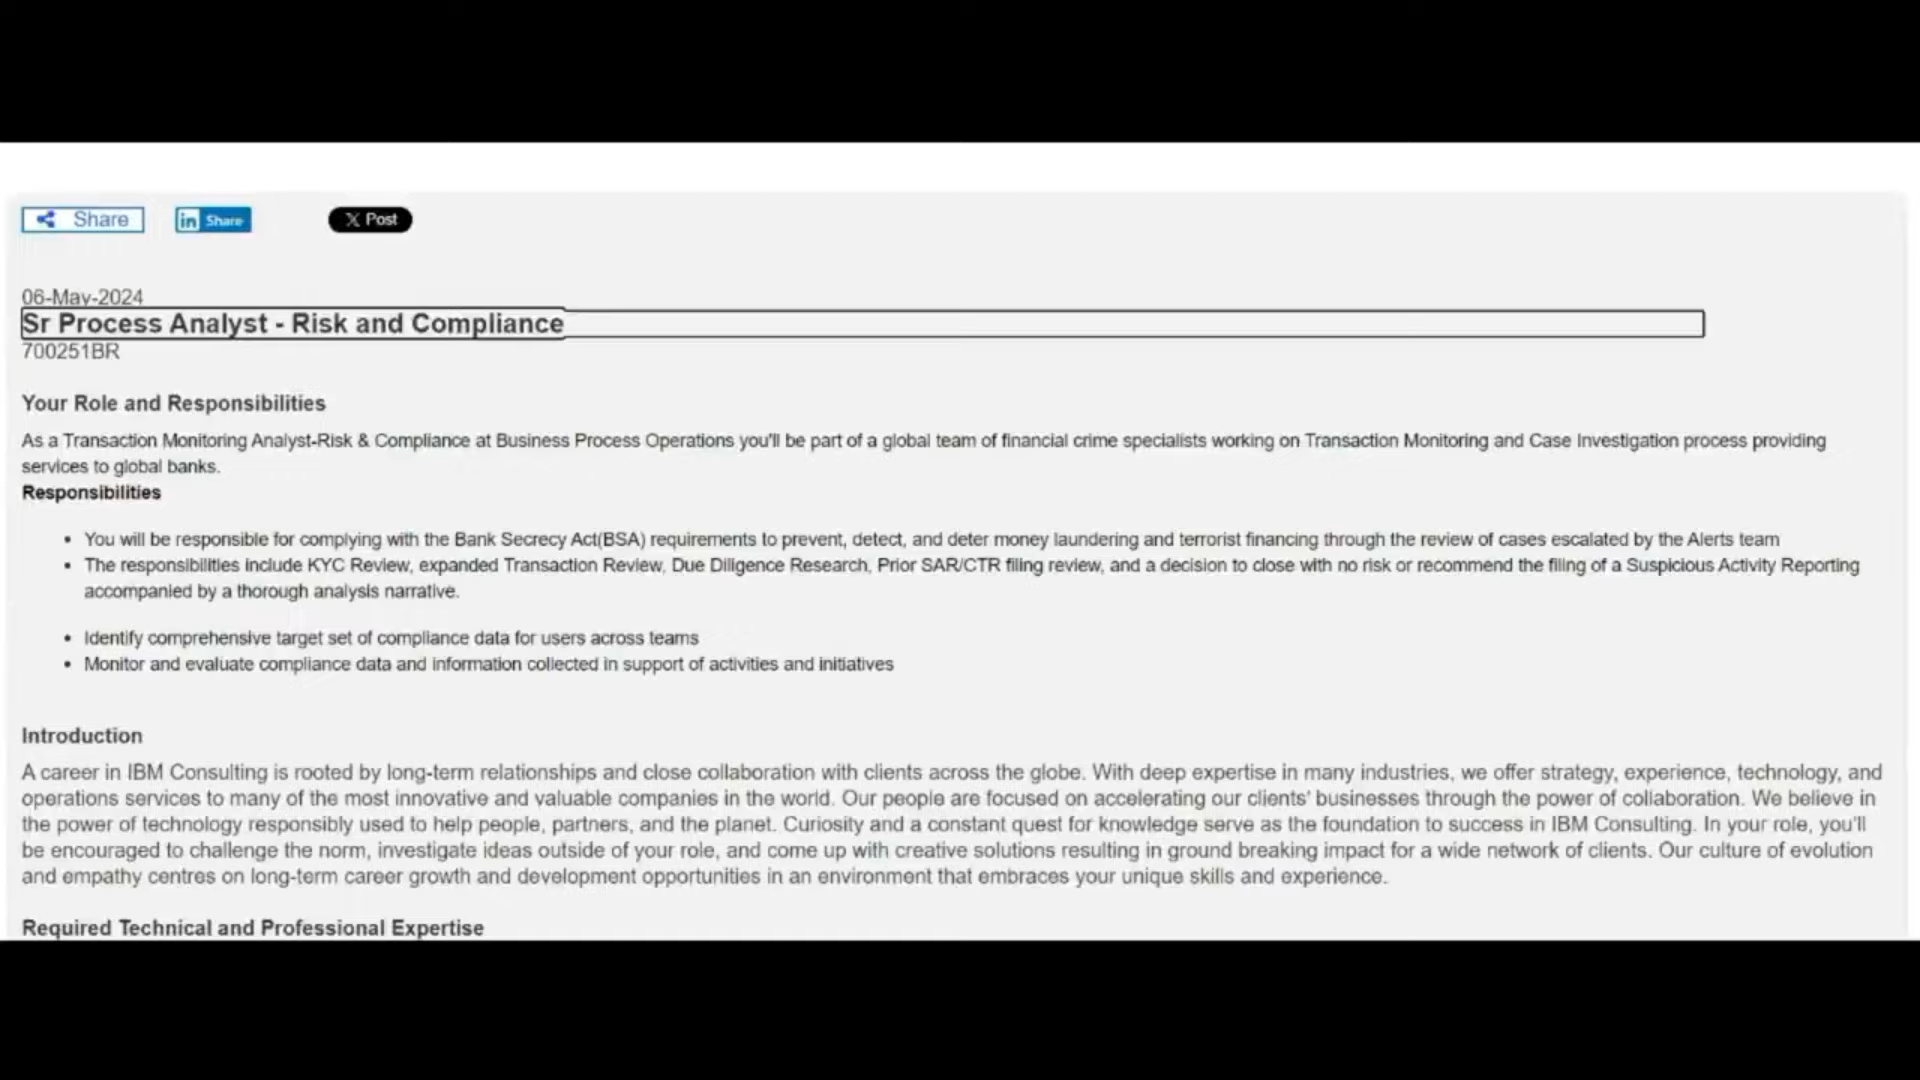 Share
in Share
X Post
06-May-2024
Sr Process Analyst - Risk and Compliance
700251BR
Your Role and Responsibilities
As a Transaction Monitoring Analyst-Risk & Compliance at Business Process Operations you'll be part of a global team of financial crime specialists working on Transaction Monitoring and Case Investigation process providing
services to global banks.
Responsibilities
• You will be responsible for complying with the Bank Secrecy Act(BSA) requirements to prevent, detect, and deter money laundering and terrorist financing through the review of cases escalated by the Alerts team
• The responsibilities include KYC Review, expanded Transaction Review, Due Diligence Research, Prior SAR/CTR filing review, and a decision to close with no risk or recommend the filing of a Suspicious Activity Reporting
accompanied by a thorough analysis narrative.
• Identify comprehensive target set of compliance data for users across teams
• Monitor and evaluate compliance data and information collected in support of activities and initiatives
Introduction
A career in IBM Consulting is rooted by long-term relationships and close collaboration with clients across the globe. With deep expertise in many industries, we offer strategy, experience, technology, and
operations services to many of the most innovative and valuable companies in the world. Our people are focused on accelerating our clients' businesses through the power of collaboration. We believe in
the power of technology responsibly used to help people, partners, and the planet. Curiosity and a constant quest for knowledge serve as the foundation to success in IBM Consulting. In your role, you'll
be encouraged to challenge the norm, investigate ideas outside of your role, and come up with creative solutions resulting in ground breaking impact for a wide network of clients. Our culture of evolution
and empathy centres on long-term career growth and development opportunities in an environment that embraces your unique skills and experience.
Required Technical and Professional Expertise